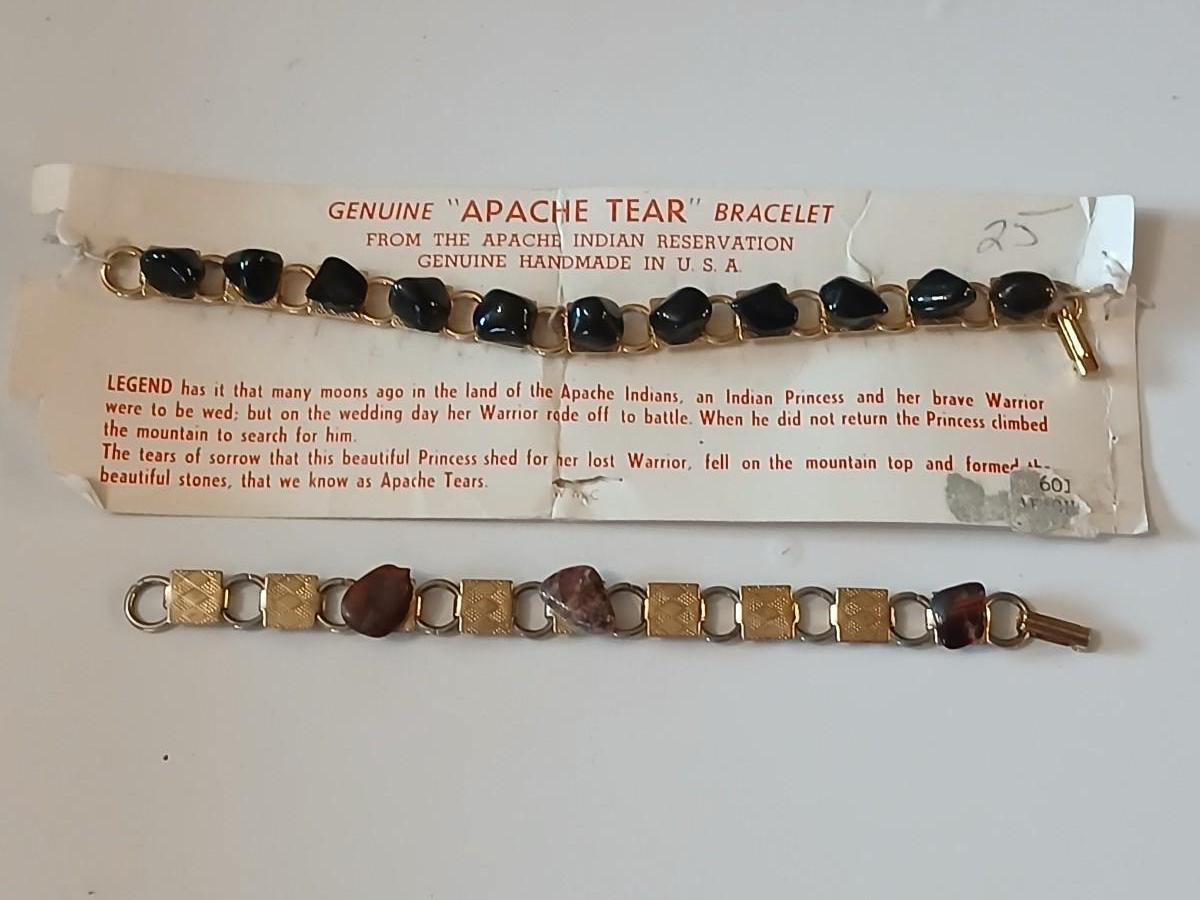 GENUINE "APACHE TEAR" BRACELET
FROM THE APACHE INDIAN RESERVATION
GENUINE HANDMADE IN U. S. A.
25
LEGEND has it that many moons ago in the land of the Apache Indians, an Indian Princess and her brave Warrior
were to be wed; but on the wedding day her Warrior rode off to battle. When he did not return the Princess climbed
the mountain to search for him.
The tears of sorrow that this beautiful Princess shed for her lost Warrior, fell on the mountain top and formed the
beautiful stones, that we know as Apache Tears.
601